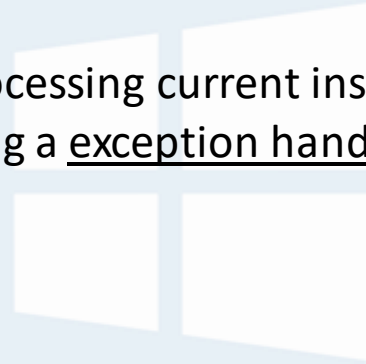 ocessing current ins
g a exception hand